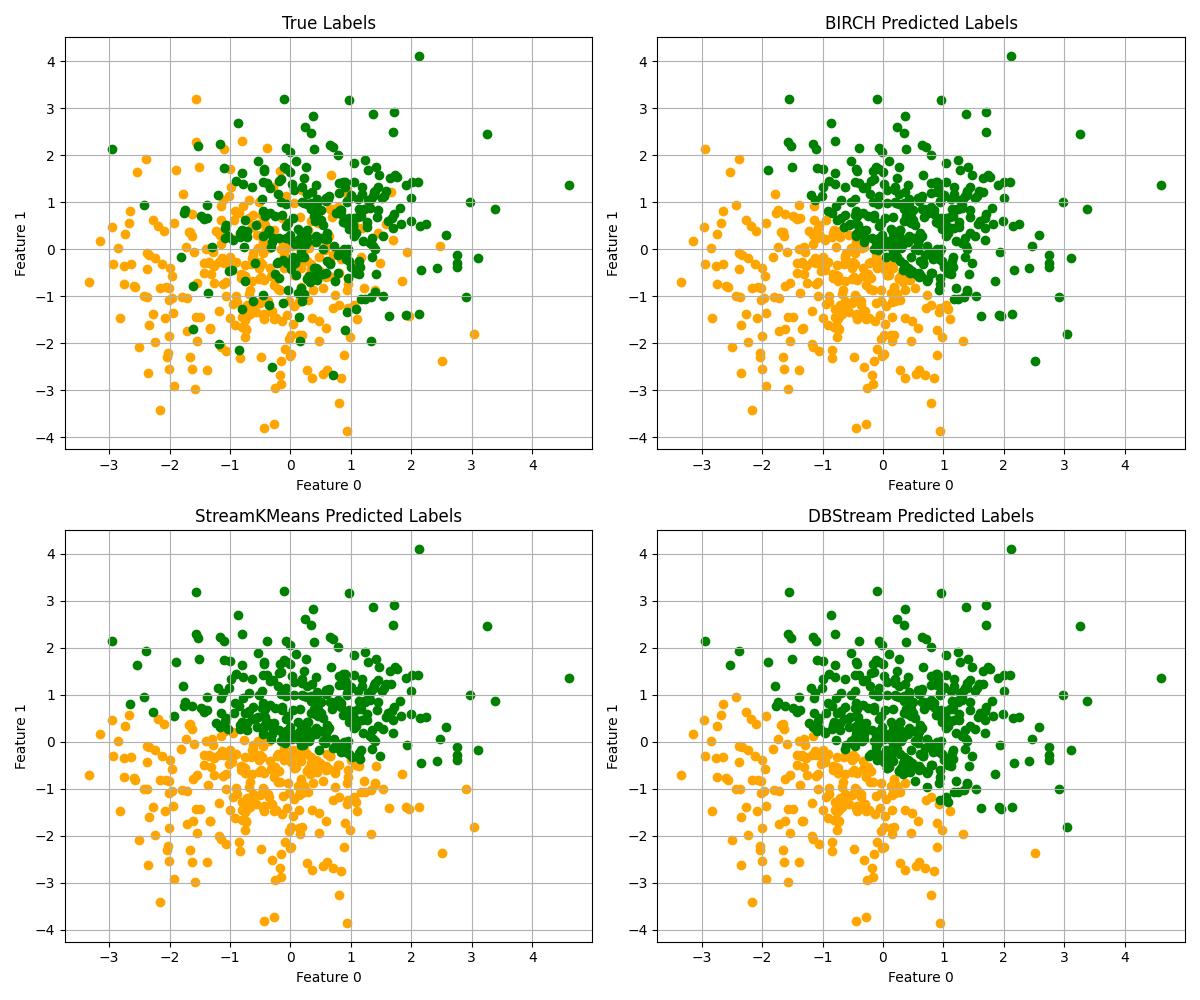 True Labels
BIRCH Predicted Labels
4
3
2
1
0
−1
−2
−3
−4
Feature 1
−3 −2 −1 0 1 2 3 4
Feature 0
4
3
2
1
0
−1
−2
−3
−4
Feature 1
−3 −2 −1 0 1 2 3 4
Feature 0
StreamKMeans Predicted Labels
DBStream Predicted Labels
4
3
2
1
0
−1
−2
−3
−4
Feature 1
−3 −2 −1 0 1 2 3 4
Feature 0
4
3
2
1
0
−1
−2
−3
−4
Feature 1
−3 −2 −1 0 1 2 3 4
Feature 0